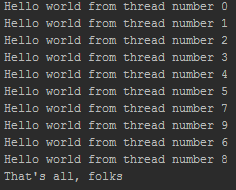 Hello world from thread number 0
Hello world from thread number 1
Hello world from thread number 2
Hello world from thread number 3
Hello world from thread number 4
Hello world from thread number 5
Hello world from thread number 7
Hello world from thread number 9
Hello world from thread number 6
Hello world from thread number 8
That's all, folks